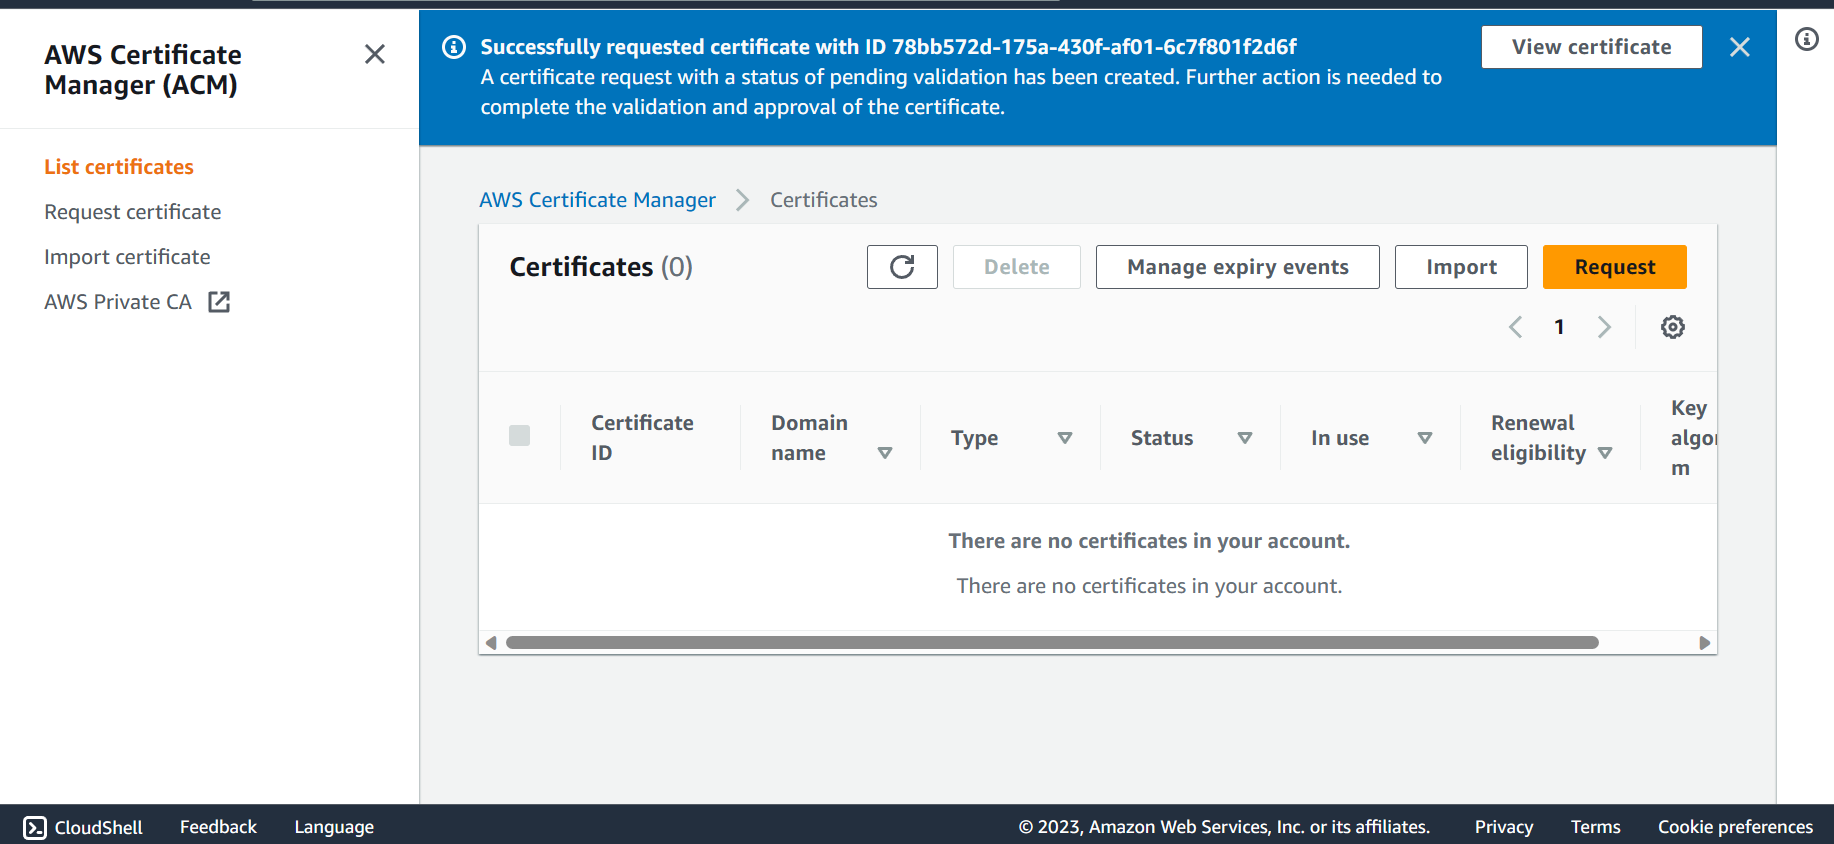 AWS Certificate
Manager (ACM)
List certificates
Request certificate
Import certificate
AWS Private CA
Successfully requested certificate with ID 78bb572d-175a-430f-af01-6c7f801f2d6f
A certificate request with a status of pending validation has been created. Further action is needed to
complete the validation and approval of the certificate.
View certificate
AWS Certificate Manager
Certificates
Certificates (0)
Delete
Manage expiry events
Import
Request
1
Certificate
ID
Domain
name
Type
Status
In use
Renewal
eligibility
Key
algor
m
There are no certificates in your account.
There are no certificates in your account.
CloudShell
Feedback
Language
© 2023, Amazon Web Services, Inc. or its affiliates.
Privacy
Terms
Cookie preferences